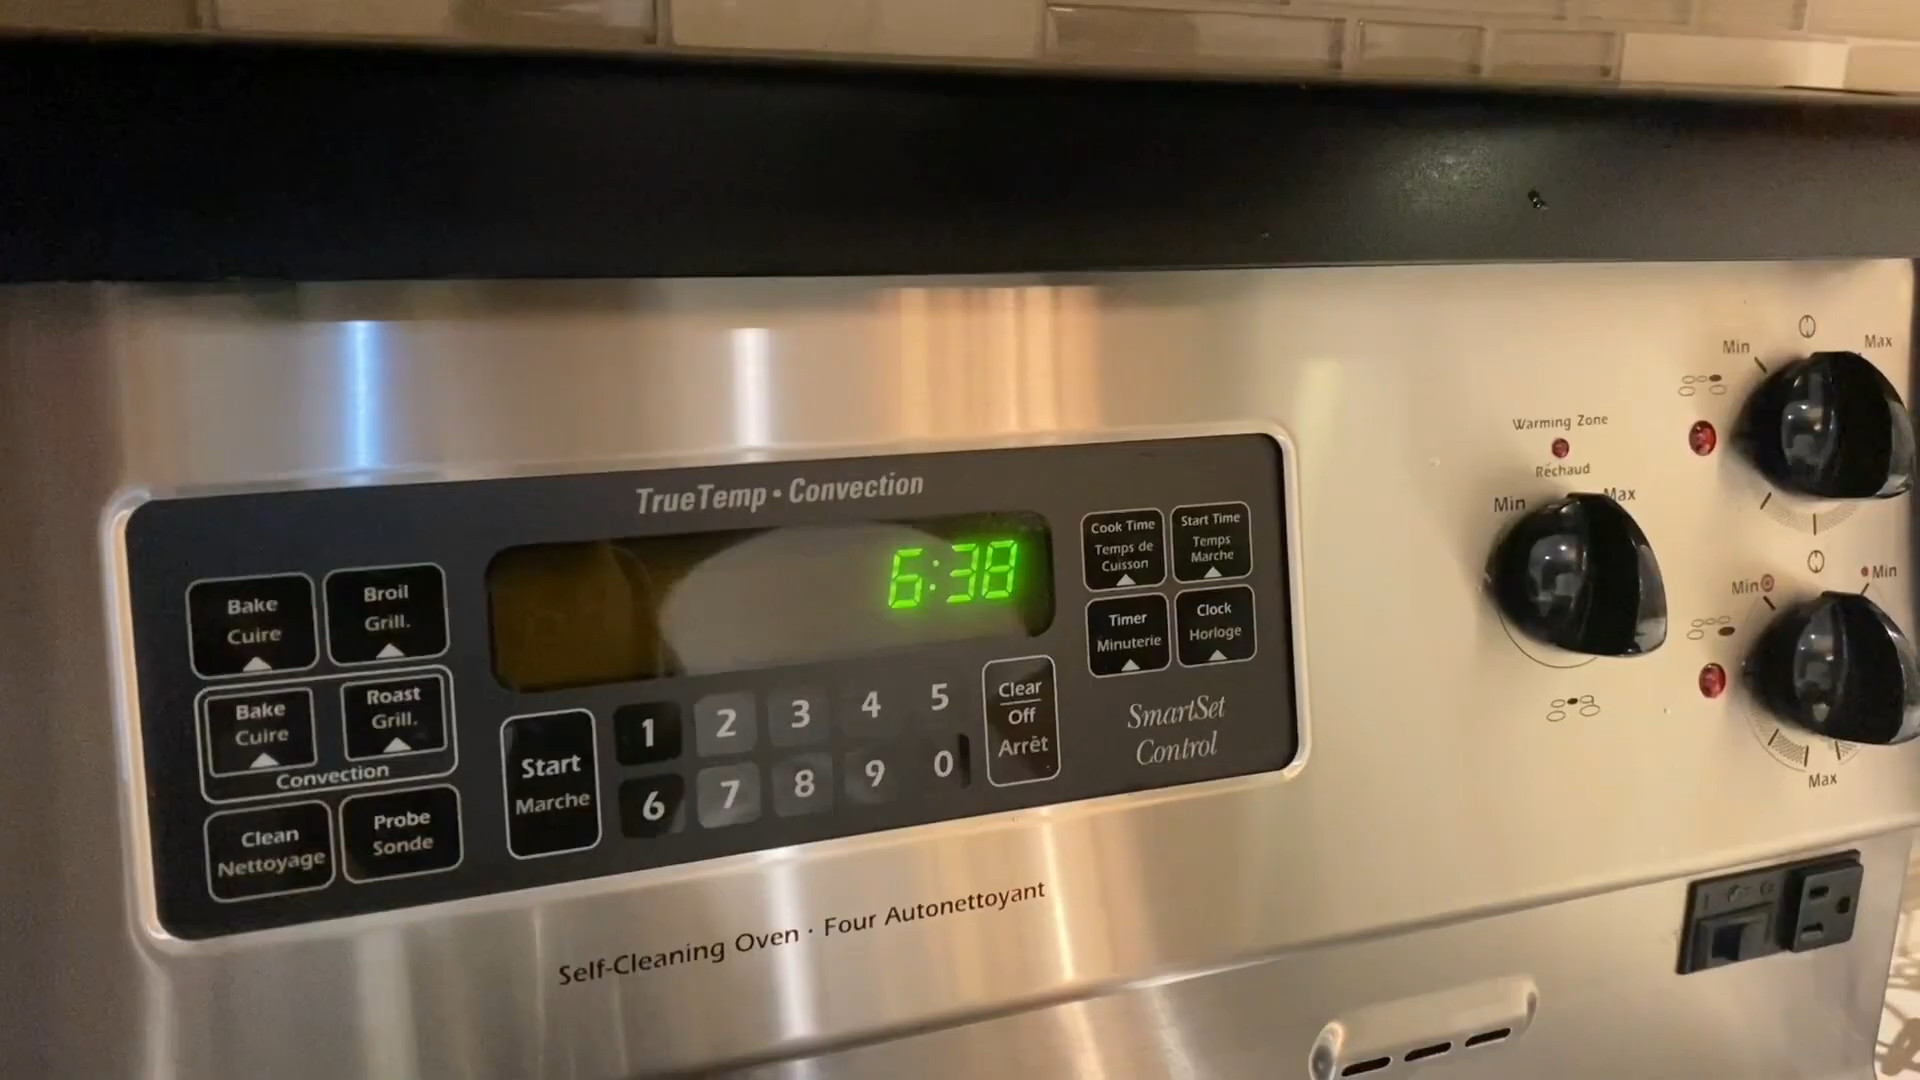 TrueTemp • Convection
6:38
Bake
Cuire
Broil
Grill.
Bake
Cuire
Roast
Grill.
Convection
Clean
Nettoyage
Probe
Sonde
Start
Marche
1 2 3 4 5
6 7 8 9 0
Clear
Off
Arrêt
Cook Time
Temps de
Cuisson
Start Time
Temps
Marche
Timer
Minuterie
Clock
Horloge
SmartSet
Control
Self-Cleaning Oven · Four Autonettoyant
Warming Zone
Réchaud
Min
Max
Min
Max
Min
Min
Max